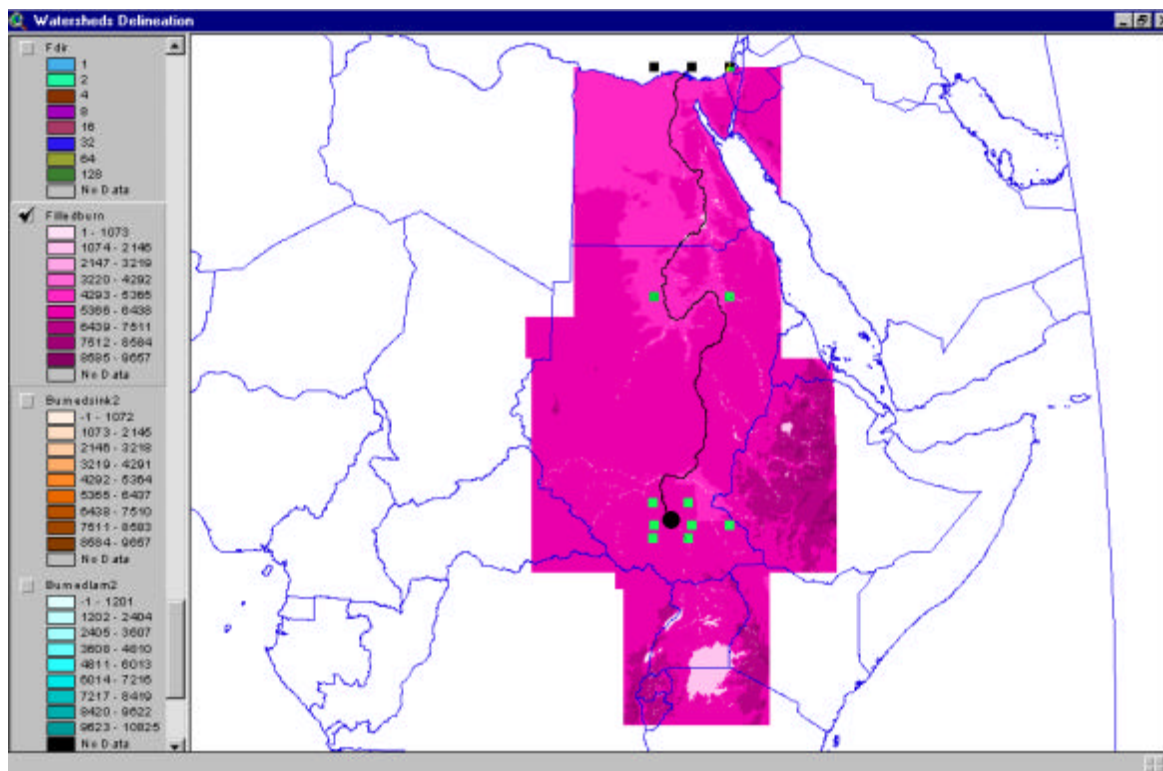 Watersheds Delineation
Fdir
1
2
4
8
16
32
64
128
No Data
Filledburn
1 - 1073
1074 - 2146
2147 - 3219
3220 - 4292
4293 - 5365
5366 - 6438
6439 - 7511
7512 - 8584
8585 - 9657
No Data
Burnedsink2
-1 - 1072
1073 - 2145
2146 - 3218
3219 - 4291
4292 - 5364
5365 - 6437
6438 - 7510
7511 - 8583
8584 - 9657
No Data
Burnedlam2
-1 - 1201
1202 - 2404
2405 - 3607
3608 - 4810
4811 - 6013
6014 - 7216
7217 - 8419
8420 - 9622
9623 - 10825
No Data